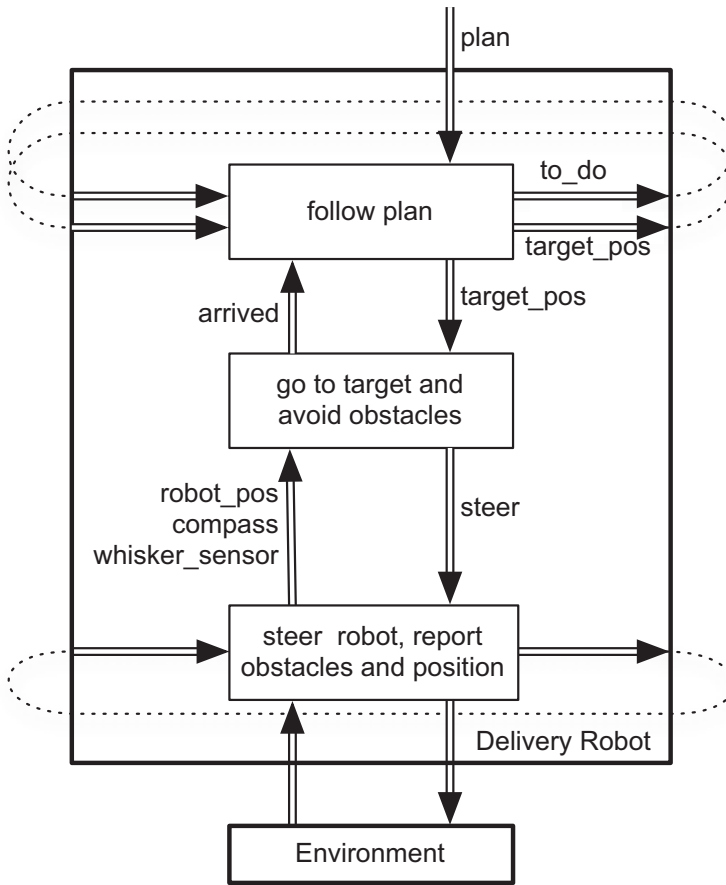 plan
to_do
follow plan
target_pos
target_pos
arrived
go to target and
avoid obstacles
robot_pos
compass
whisker_sensor
steer
steer robot, report
obstacles and position
Delivery Robot
Environment